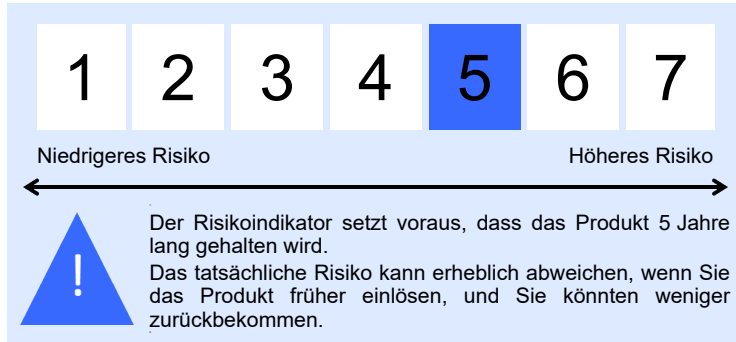 1 2 3 4 5 6 7
Niedrigeres Risiko Höheres Risiko
Der Risikoindikator setzt voraus, dass das Produkt 5 Jahre
lang gehalten wird.
Das tatsächliche Risiko kann erheblich abweichen, wenn Sie
das Produkt früher einlösen, und Sie könnten weniger
zurückbekommen.
!